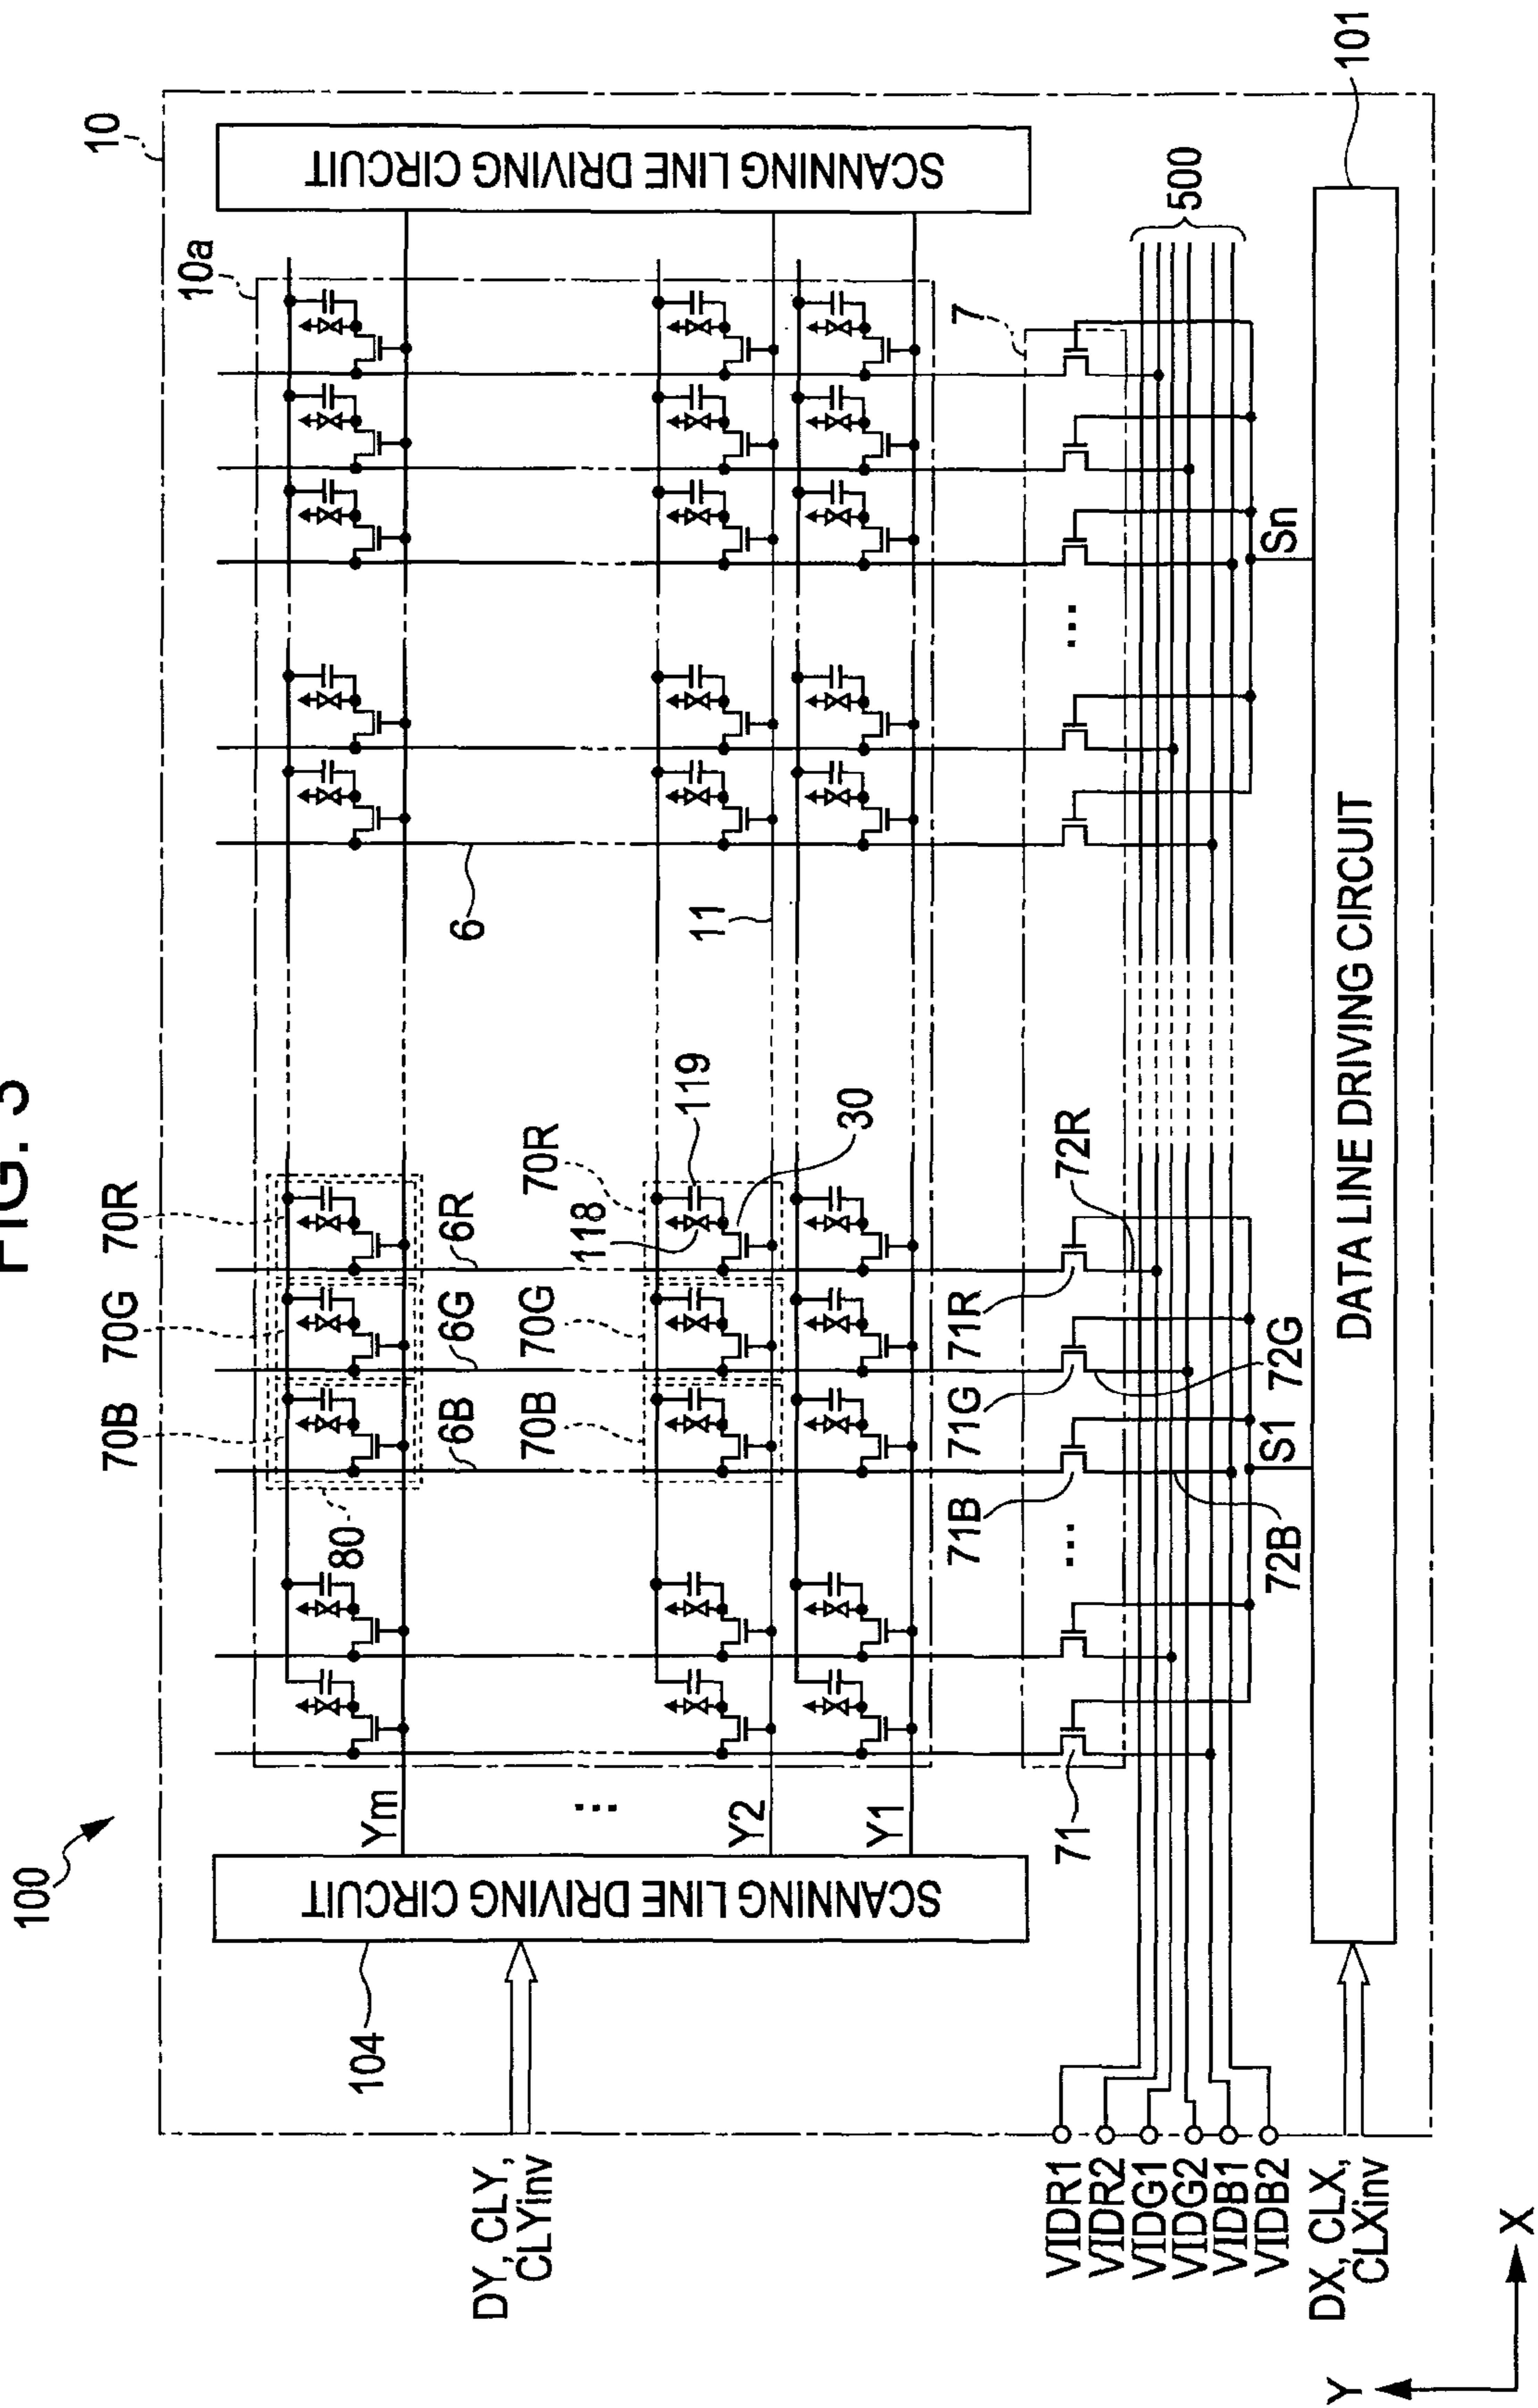 FIG. 3
100
10
10a
104
SCANNING LINE DRIVING CIRCUIT
SCANNING LINE DRIVING CIRCUIT
70B
70G
70R
80
6B
6G
6R
6
Ym
...
Y2
Y1
70B
70G
70R
118
119
30
11
7
71
...
71B
71G
71R
72R
72G
72B
...
500
S1
Sn
101
DATA LINE DRIVING CIRCUIT
DY, CLY,
CLYinv
VIDR1
VIDR2
VIDG1
VIDG2
VIDB1
VIDB2
DX, CLX,
CLXinv
Y
X